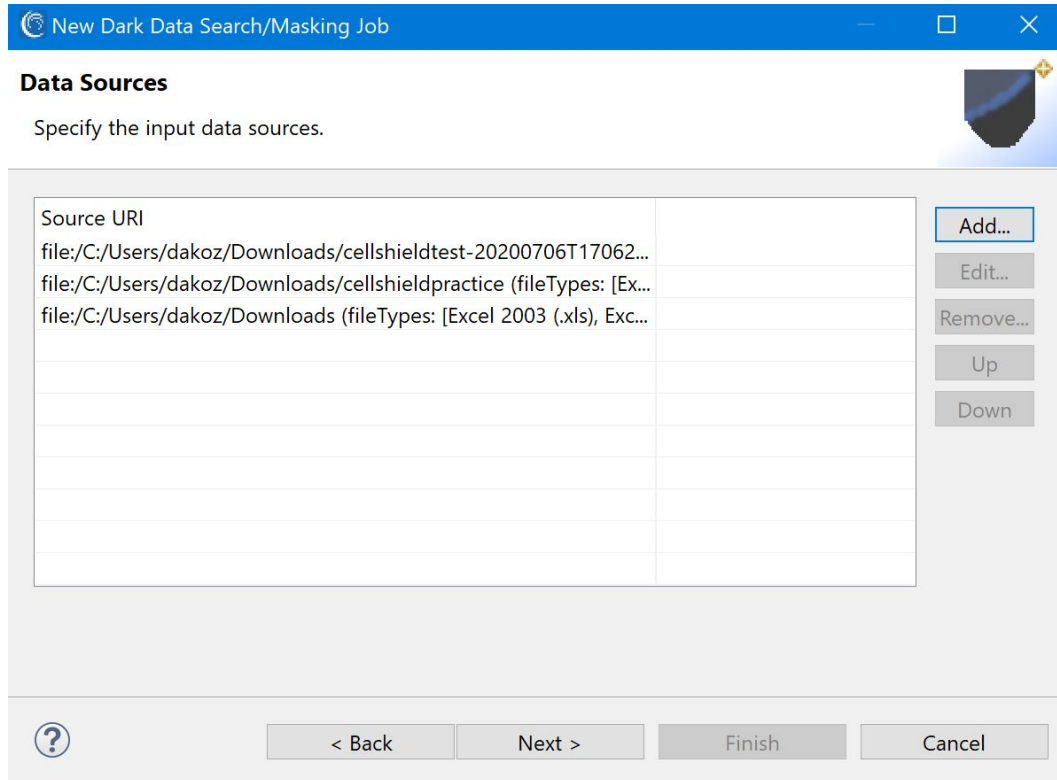 New Dark Data Search/Masking Job
Data Sources
Specify the input data sources.
Source URI
file:/C:/Users/dakoz/Downloads/cellshieldtest-20200706T17062...
file:/C:/Users/dakoz/Downloads/cellshieldpractice (fileTypes: [Ex...
file:/C:/Users/dakoz/Downloads (fileTypes: [Excel 2003 (.xls), Exc...
Add...
Edit...
Remove...
Up
Down
?
< Back
Next >
Finish
Cancel